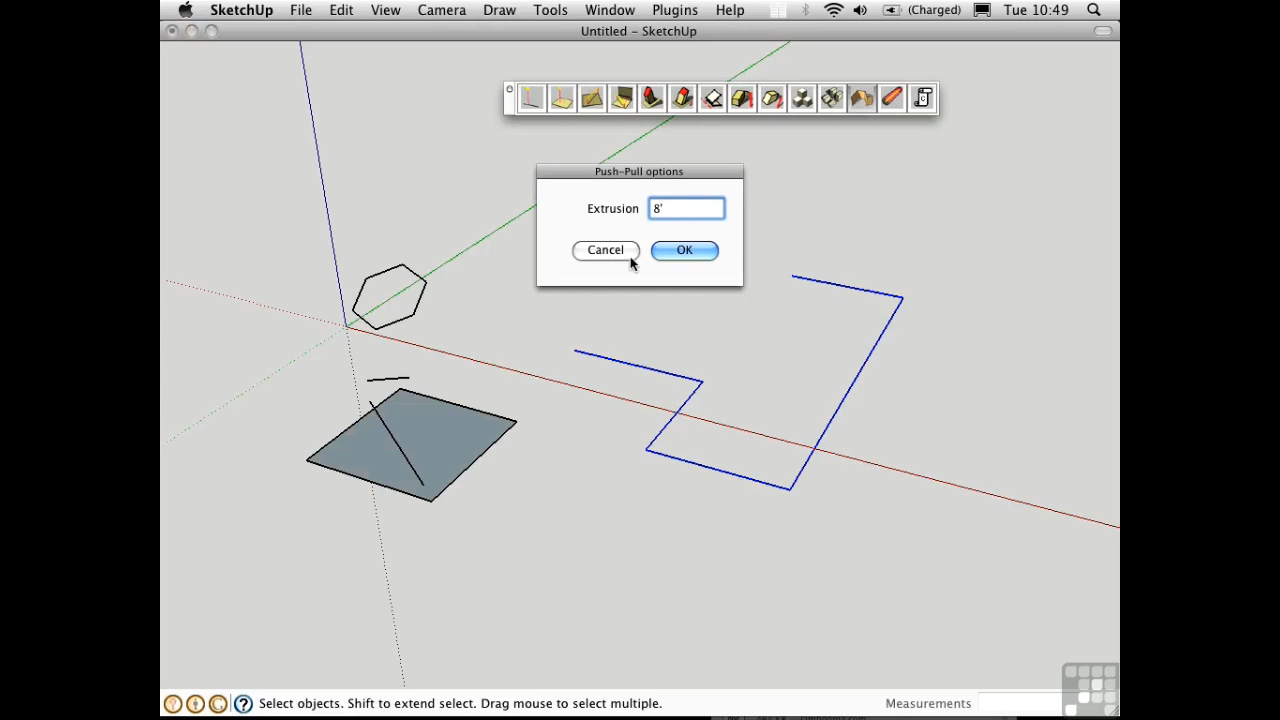 SketchUp File Edit View Camera Draw Tools Window Plugins Help (Charged) Tue 10:49
Untitled – SketchUp
Push-Pull options
Extrusion 8'
Cancel OK
Select objects. Shift to extend select. Drag mouse to select multiple. Measurements